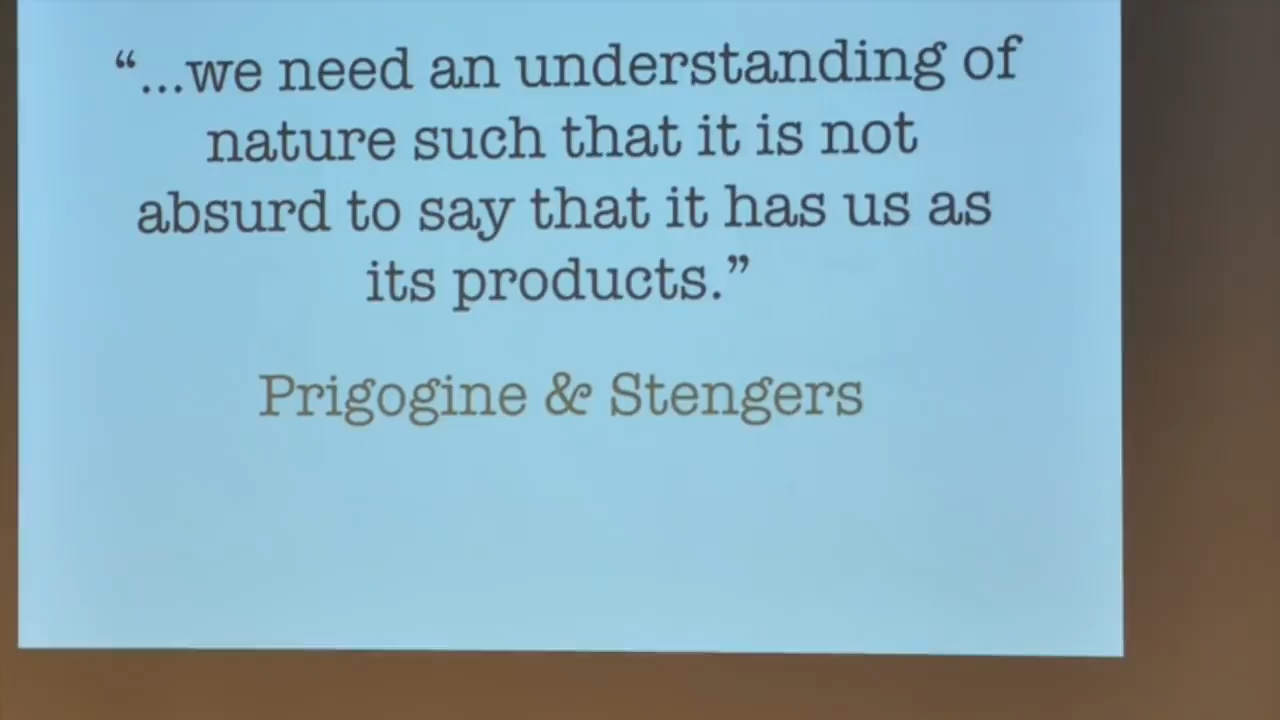 “...we need an understanding of
nature such that it is not
absurd to say that it has us as
its products.”
Prigogine & Stengers